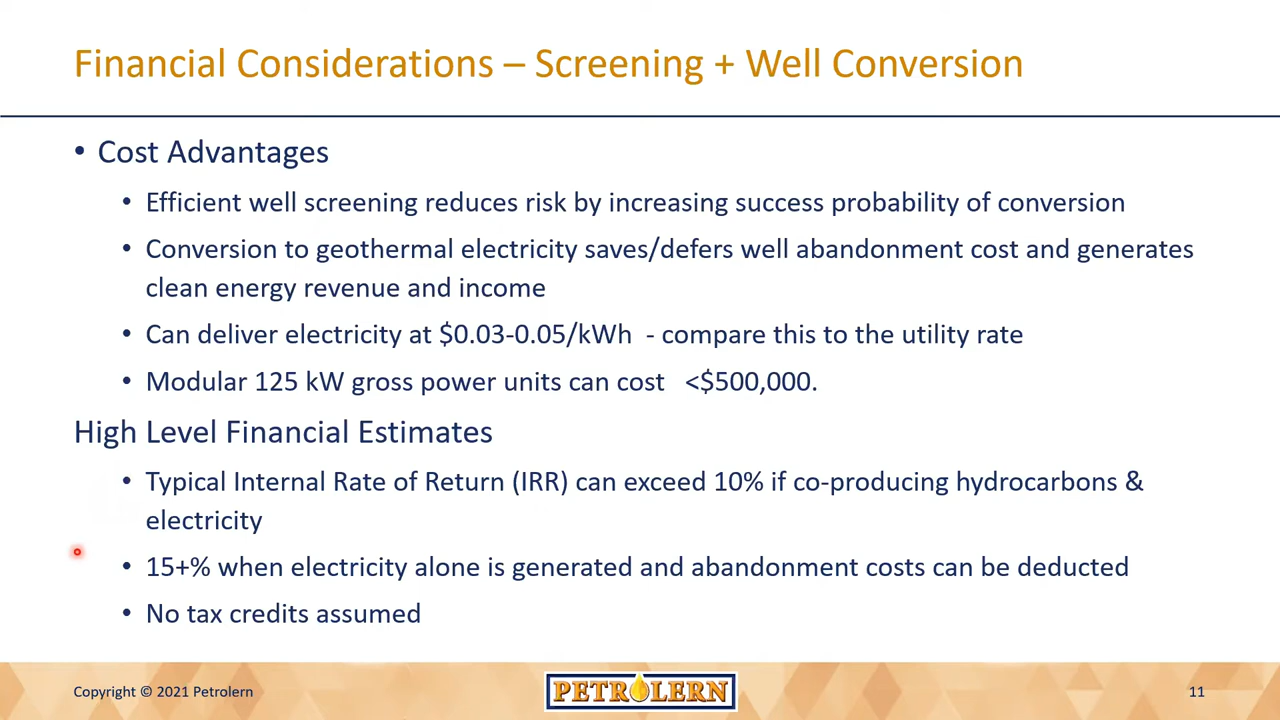 Financial Considerations – Screening + Well Conversion
• Cost Advantages
• Efficient well screening reduces risk by increasing success probability of conversion
• Conversion to geothermal electricity saves/defers well abandonment cost and generates
clean energy revenue and income
• Can deliver electricity at $0.03-0.05/kWh - compare this to the utility rate
• Modular 125 kW gross power units can cost <$500,000.
High Level Financial Estimates
• Typical Internal Rate of Return (IRR) can exceed 10% if co-producing hydrocarbons &
electricity
• 15+% when electricity alone is generated and abandonment costs can be deducted
• No tax credits assumed
Copyright © 2021 Petrolern
PETROLERN
11